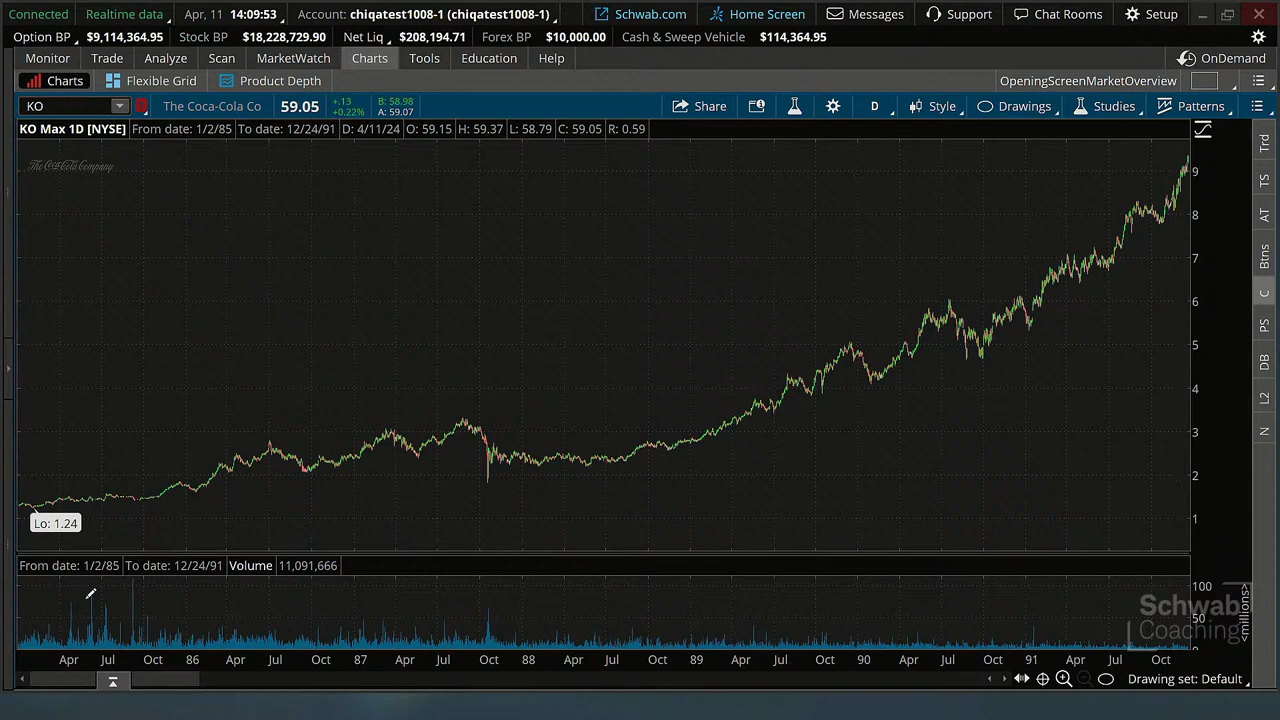 Connected Realtime data Apr, 11 14:09:53 Account: chiqatest1008-1 (chiqatest1008-1) Schwab.com Home Screen Messages Support Chat Rooms Setup
Option BP $9,114,364.95 Stock BP $18,228,729.90 Net Liq $208,194.71 Forex BP $10,000.00 Cash & Sweep Vehicle $114,364.95
Monitor Trade Analyze Scan MarketWatch Charts Tools Education Help OnDemand
Charts Flexible Grid Product Depth OpeningScreenMarketOverview
KO The Coca-Cola Co 59.05 +.13 +0.22% B: 58.98 A: 59.07 Share D Style Drawings Studies Patterns
KO Max 1D [NYSE] From date: 1/2/85 To date: 12/24/91 D: 4/11/24 O: 59.15 H: 59.37 L: 58.79 C: 59.05 R: 0.59
The Coca-Cola Company
9
8
7
6
5
4
3
2
1
Lo: 1.24
Trd
TS
AT
Btns
C
PS
DB
L2
N
From date: 1/2/85 To date: 12/24/91 Volume 11,091,666
100
50
0
<millions>
Schwab
Coaching
Apr Jul Oct 86 Apr Jul Oct 87 Apr Jul Oct 88 Apr Jul Oct 89 Apr Jul Oct 90 Apr Jul Oct 91 Apr Jul Oct
Drawing set: Default